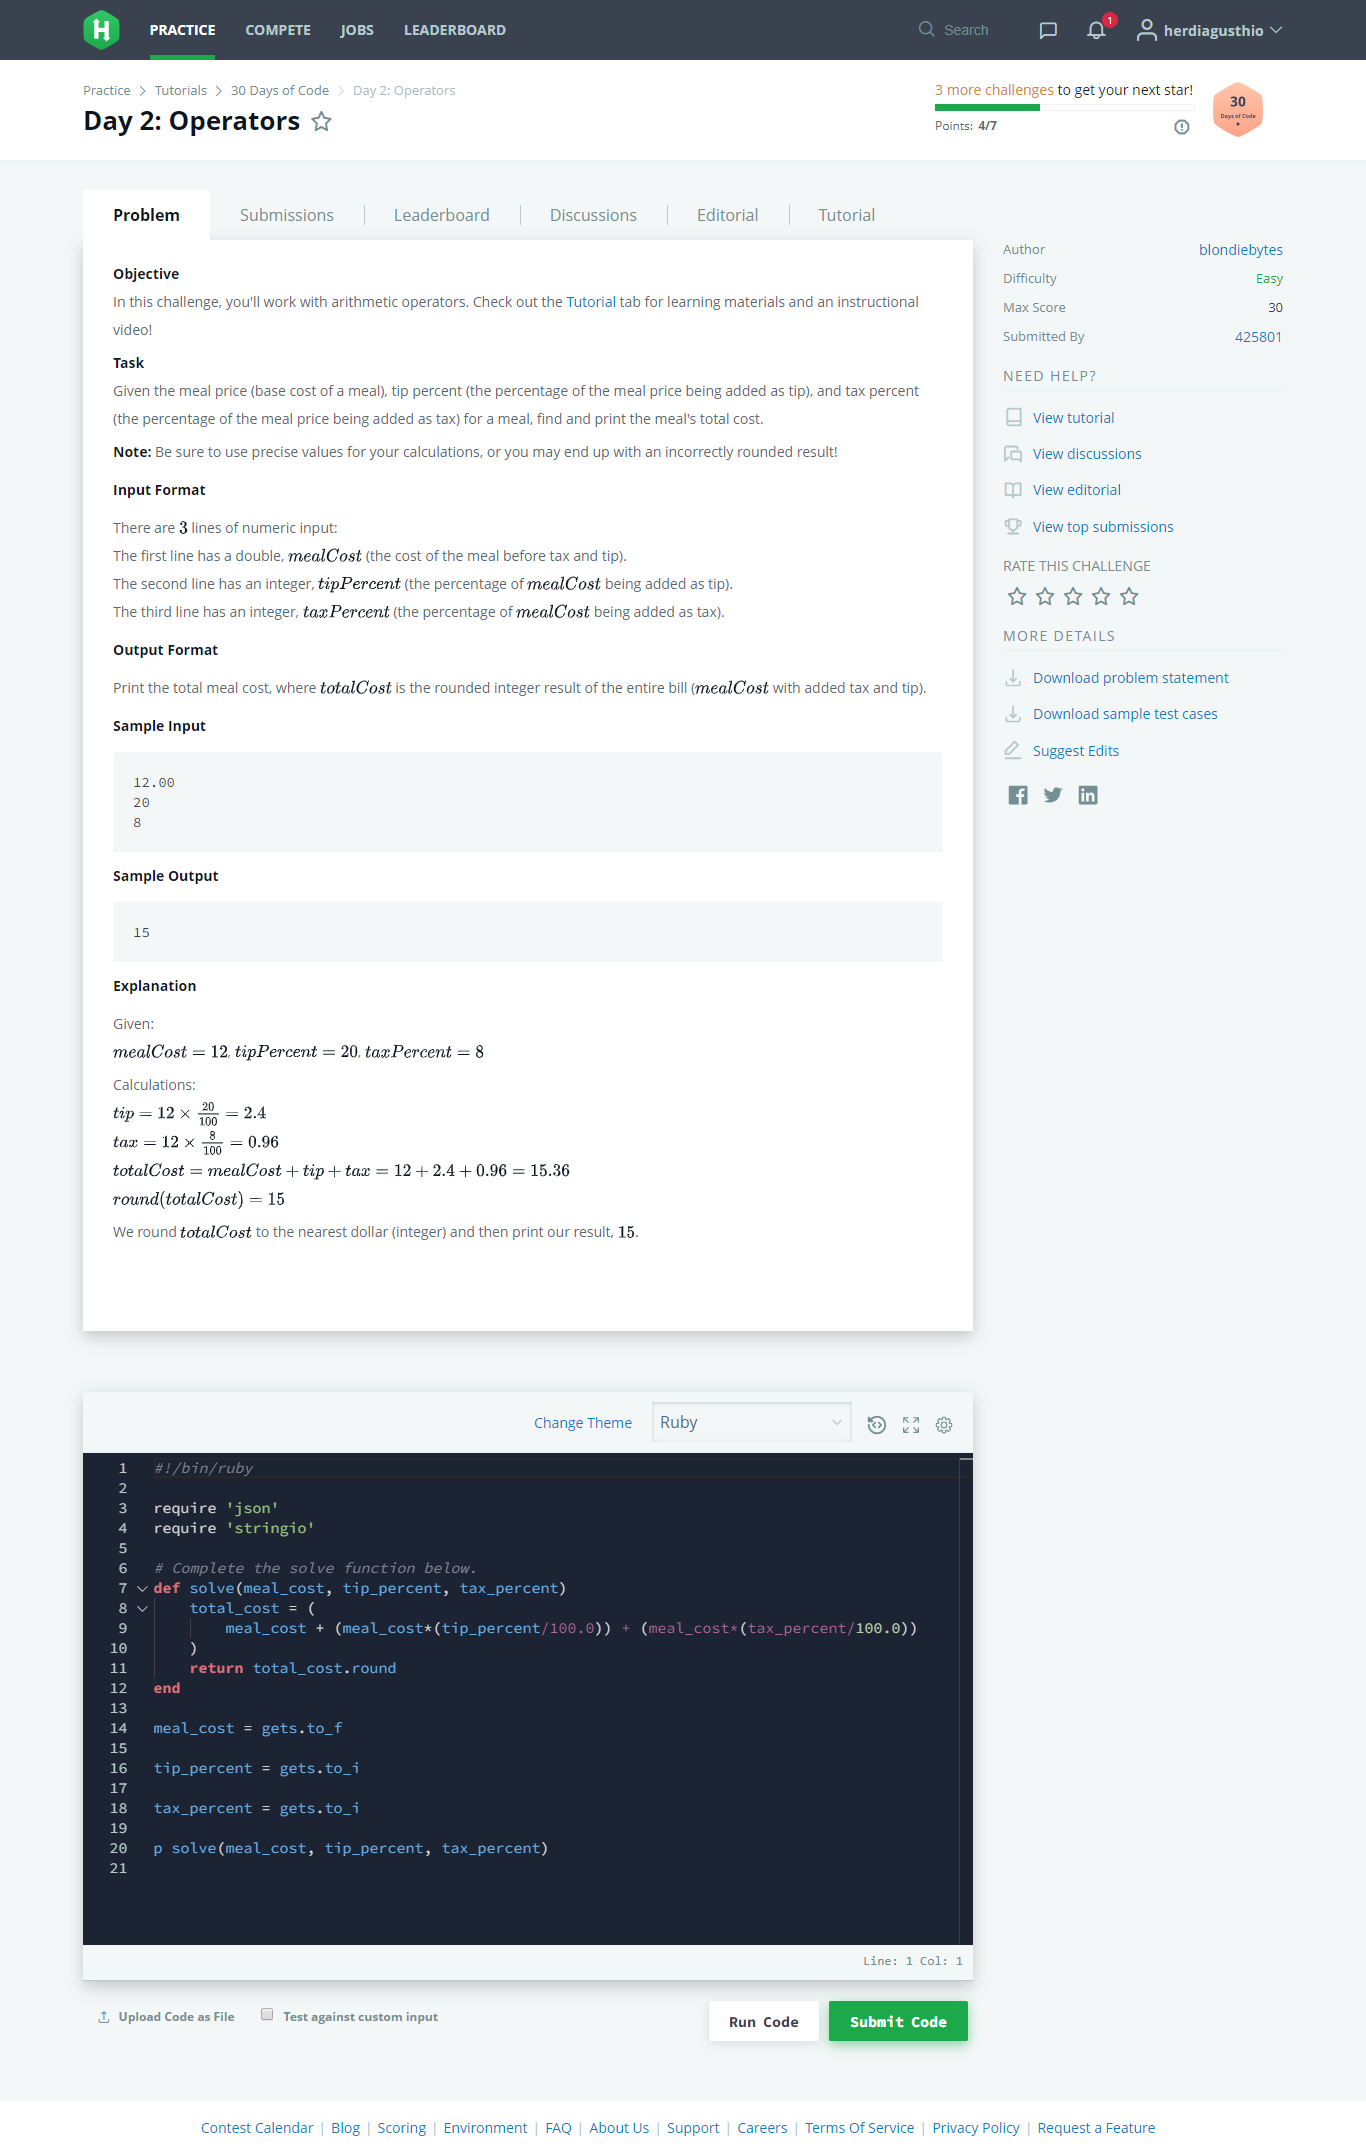 PRACTICE COMPETE JOBS LEADERBOARD Search 1 herdiagusthio
Practice > Tutorials > 30 Days of Code > Day 2: Operators
Day 2: Operators
3 more challenges to get your next star!
Points: 4/7
30
Days of Code
Problem Submissions Leaderboard Discussions Editorial Tutorial
Objective
In this challenge, you'll work with arithmetic operators. Check out the Tutorial tab for learning materials and an instructional
video!
Task
Given the meal price (base cost of a meal), tip percent (the percentage of the meal price being added as tip), and tax percent
(the percentage of the meal price being added as tax) for a meal, find and print the meal's total cost.
Note: Be sure to use precise values for your calculations, or you may end up with an incorrectly rounded result!
Input Format
There are 3 lines of numeric input:
The first line has a double, mealCost (the cost of the meal before tax and tip).
The second line has an integer, tipPercent (the percentage of mealCost being added as tip).
The third line has an integer, taxPercent (the percentage of mealCost being added as tax).
Output Format
Print the total meal cost, where totalCost is the rounded integer result of the entire bill (mealCost with added tax and tip).
Sample Input
12.00
20
8
Sample Output
15
Explanation
Given:
mealCost = 12, tipPercent = 20, taxPercent = 8
Calculations:
tip = 12 × 20/100 = 2.4
tax = 12 × 8/100 = 0.96
totalCost = mealCost + tip + tax = 12 + 2.4 + 0.96 = 15.36
round(totalCost) = 15
We round totalCost to the nearest dollar (integer) and then print our result, 15.
Author blondiebytes
Difficulty Easy
Max Score 30
Submitted By 425801
NEED HELP?
View tutorial
View discussions
View editorial
View top submissions
RATE THIS CHALLENGE
MORE DETAILS
Download problem statement
Download sample test cases
Suggest Edits
Change Theme Ruby
1 #!/bin/ruby
2
3 require 'json'
4 require 'stringio'
5
6 # Complete the solve function below.
7 def solve(meal_cost, tip_percent, tax_percent)
8     total_cost = (
9         meal_cost + (meal_cost*(tip_percent/100.0)) + (meal_cost*(tax_percent/100.0))
10     )
11     return total_cost.round
12 end
13
14 meal_cost = gets.to_f
15
16 tip_percent = gets.to_i
17
18 tax_percent = gets.to_i
19
20 p solve(meal_cost, tip_percent, tax_percent)
21
Line: 1 Col: 1
Upload Code as File Test against custom input Run Code Submit Code
Contest Calendar | Blog | Scoring | Environment | FAQ | About Us | Support | Careers | Terms Of Service | Privacy Policy | Request a Feature